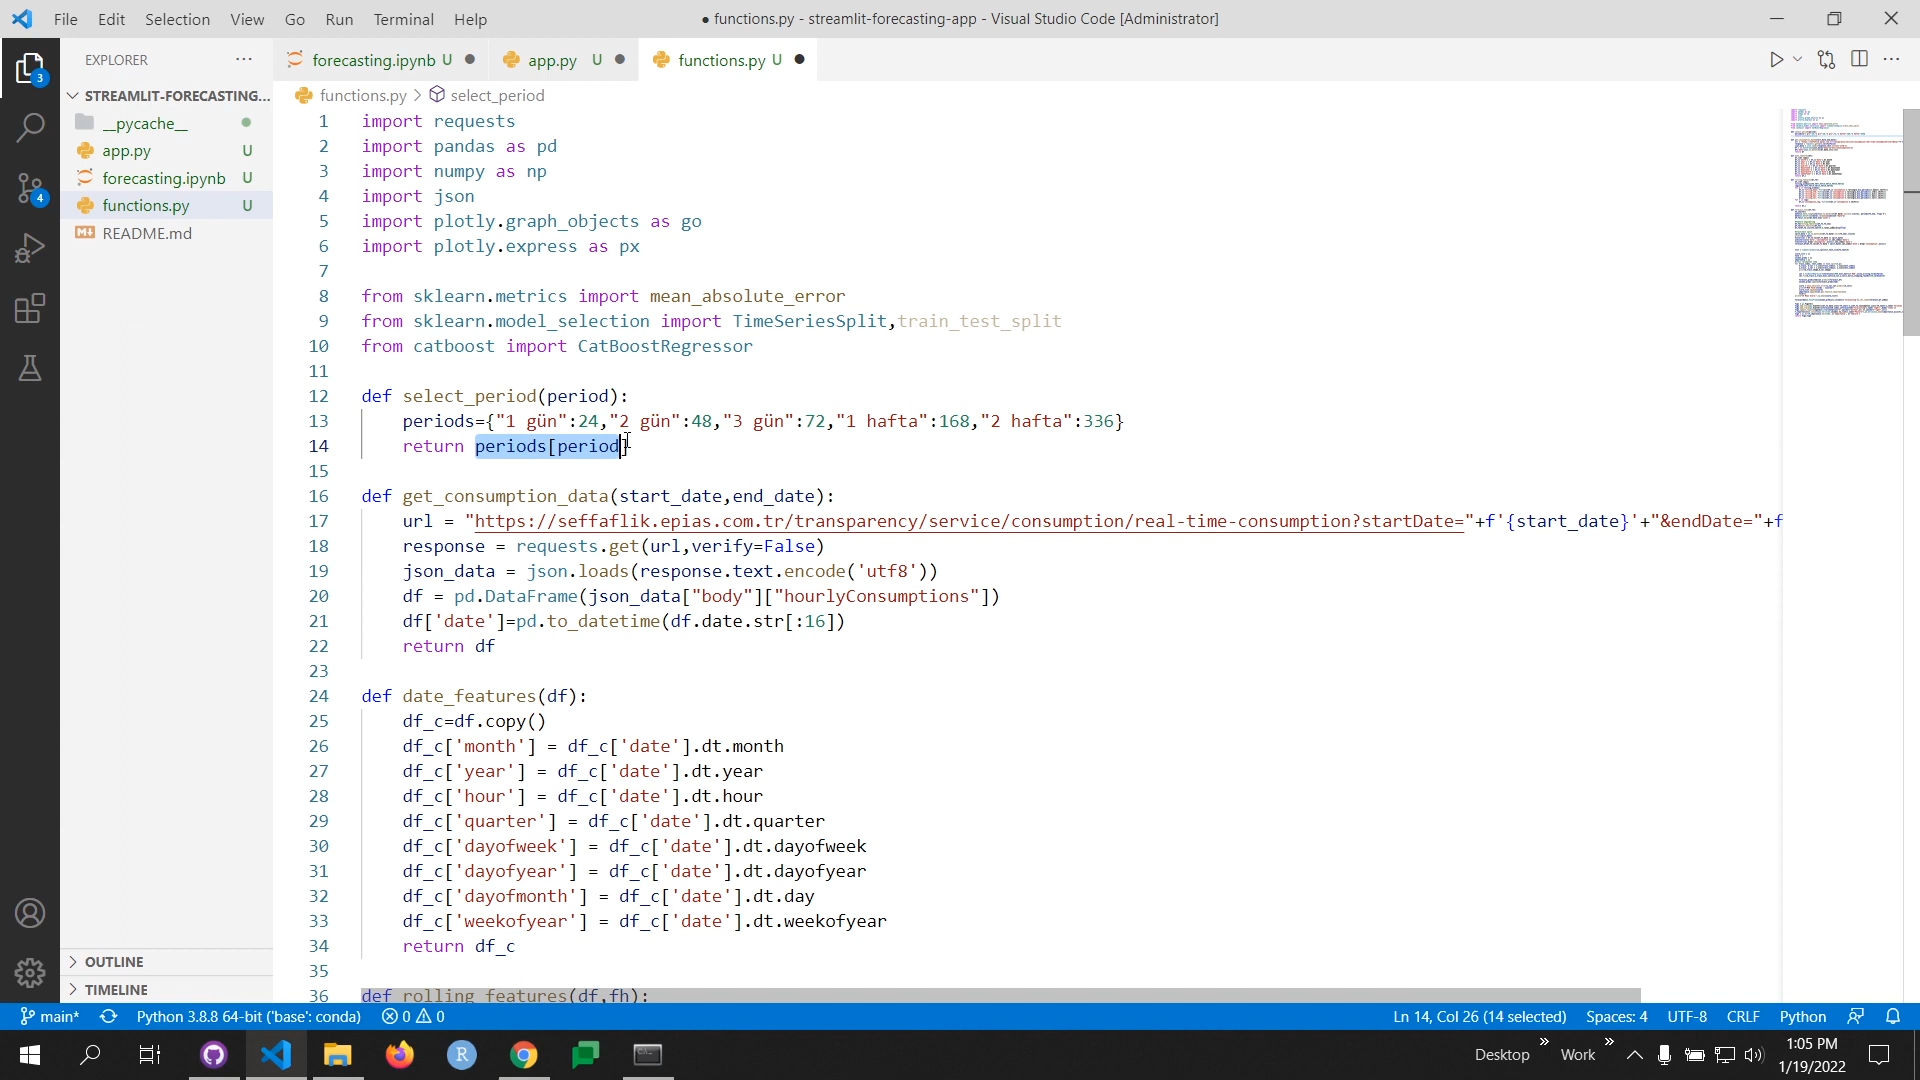 File Edit Selection View Go Run Terminal Help
● functions.py - streamlit-forecasting-app - Visual Studio Code [Administrator]
EXPLORER
forecasting.ipynb U
app.py U
functions.py U
STREAMLIT-FORECASTING...
functions.py > select_period
__pycache__
app.py U
forecasting.ipynb U
functions.py U
README.md
3
4
1 import requests
2 import pandas as pd
3 import numpy as np
4 import json
5 import plotly.graph_objects as go
6 import plotly.express as px
7
8 from sklearn.metrics import mean_absolute_error
9 from sklearn.model_selection import TimeSeriesSplit,train_test_split
10 from catboost import CatBoostRegressor
11
12 def select_period(period):
13 periods={"1 gün":24,"2 gün":48,"3 gün":72,"1 hafta":168,"2 hafta":336}
14 return periods[period]
15
16 def get_consumption_data(start_date,end_date):
17 url = "https://seffaflik.epias.com.tr/transparency/service/consumption/real-time-consumption?startDate="+f'{start_date}'+"&endDate="+f
18 response = requests.get(url,verify=False)
19 json_data = json.loads(response.text.encode('utf8'))
20 df = pd.DataFrame(json_data["body"]["hourlyConsumptions"])
21 df['date']=pd.to_datetime(df.date.str[:16])
22 return df
23
24 def date_features(df):
25 df_c=df.copy()
26 df_c['month'] = df_c['date'].dt.month
27 df_c['year'] = df_c['date'].dt.year
28 df_c['hour'] = df_c['date'].dt.hour
29 df_c['quarter'] = df_c['date'].dt.quarter
30 df_c['dayofweek'] = df_c['date'].dt.dayofweek
31 df_c['dayofyear'] = df_c['date'].dt.dayofyear
32 df_c['dayofmonth'] = df_c['date'].dt.day
33 df_c['weekofyear'] = df_c['date'].dt.weekofyear
34 return df_c
35
36 def rolling_features(df,fh):
OUTLINE
TIMELINE
main* Python 3.8.8 64-bit ('base': conda) 0 0 Ln 14, Col 26 (14 selected) Spaces: 4 UTF-8 CRLF Python
R
Desktop » Work »
1:05 PM
1/19/2022